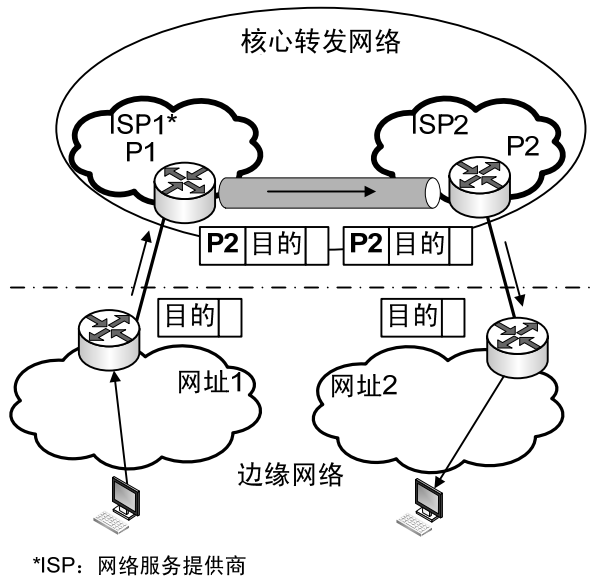 核心转发网络
ISP1*
P1
ISP2
P2
P2 目的
P2 目的
目的
目的
网址1
网址2
边缘网络
*ISP：网络服务提供商